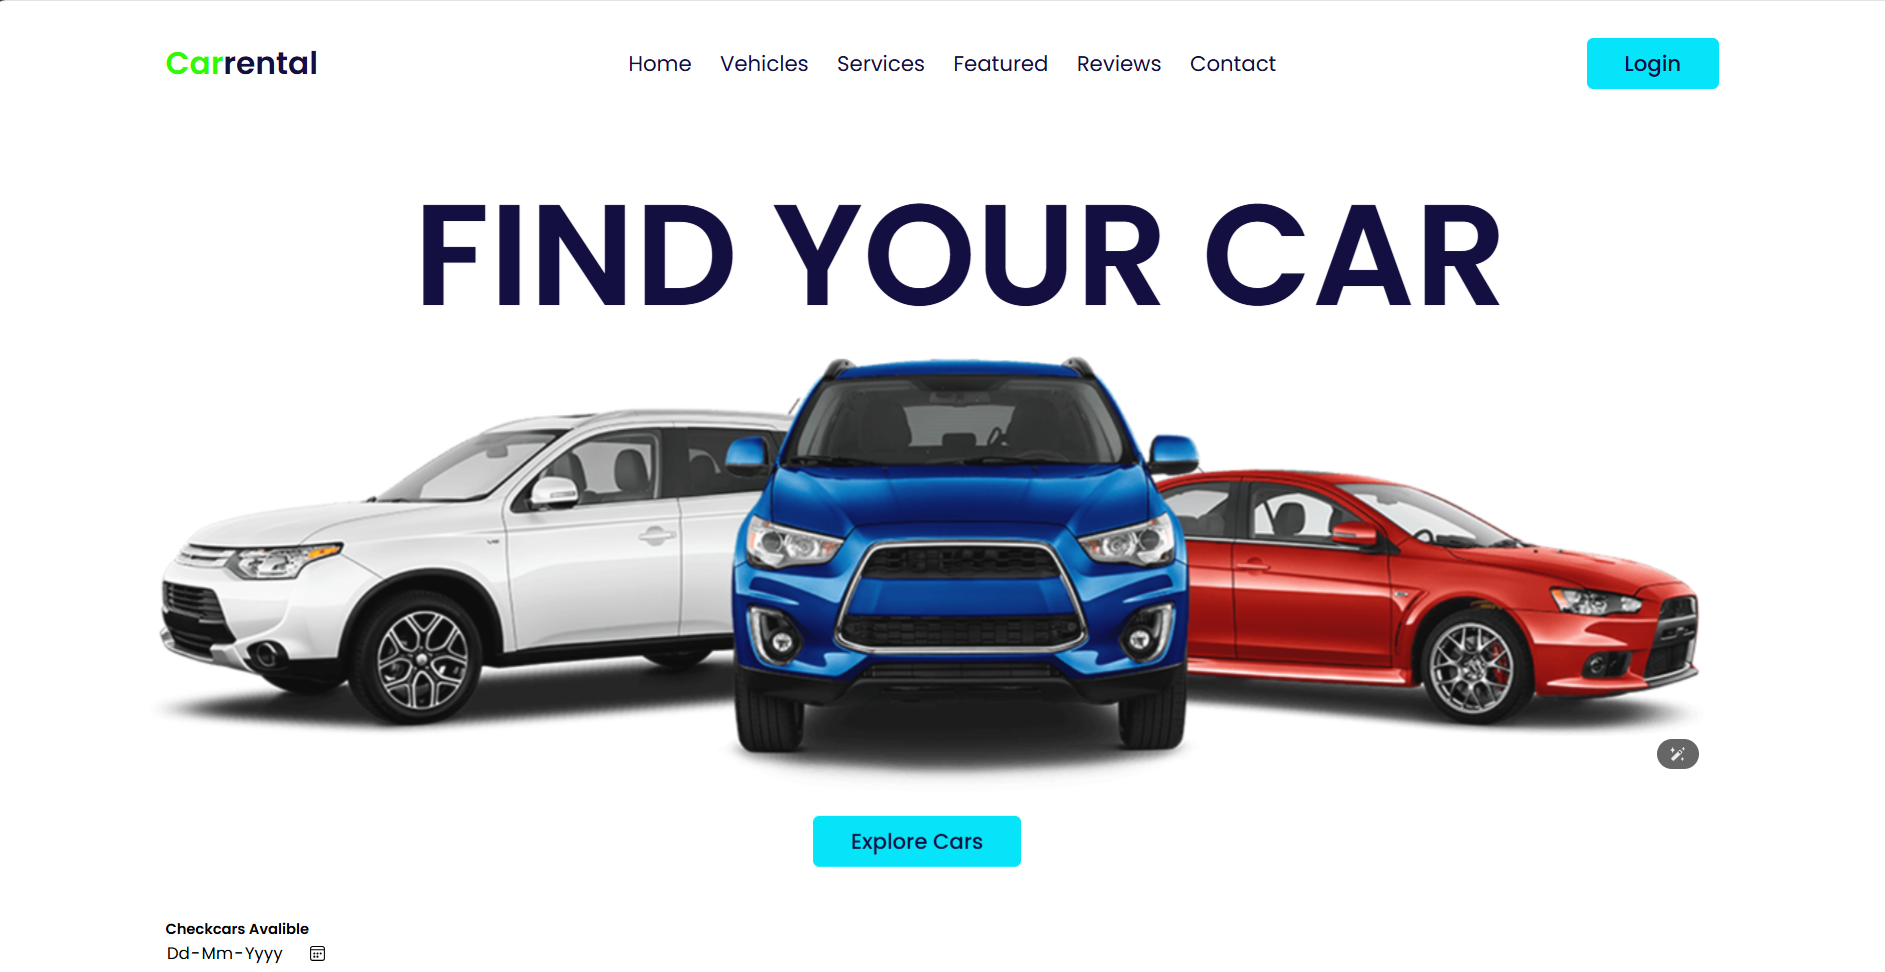 Carrental
Home Vehicles Services Featured Reviews Contact
Login
FIND YOUR CAR
Explore Cars
Checkcars Avalible
Dd-Mm-Yyyy